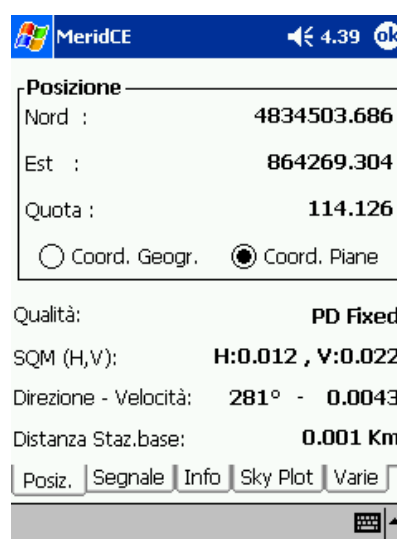 MeridCE 4.39 ok
Posizione
Nord : 4834503.686
Est : 864269.304
Quota : 114.126
Coord. Geogr. Coord. Piane
Qualità: PD Fixed
SQM (H,V): H:0.012 , V:0.022
Direzione - Velocità: 281° - 0.0043
Distanza Staz.base: 0.001 Km
Posiz. Segnale Info Sky Plot Varie